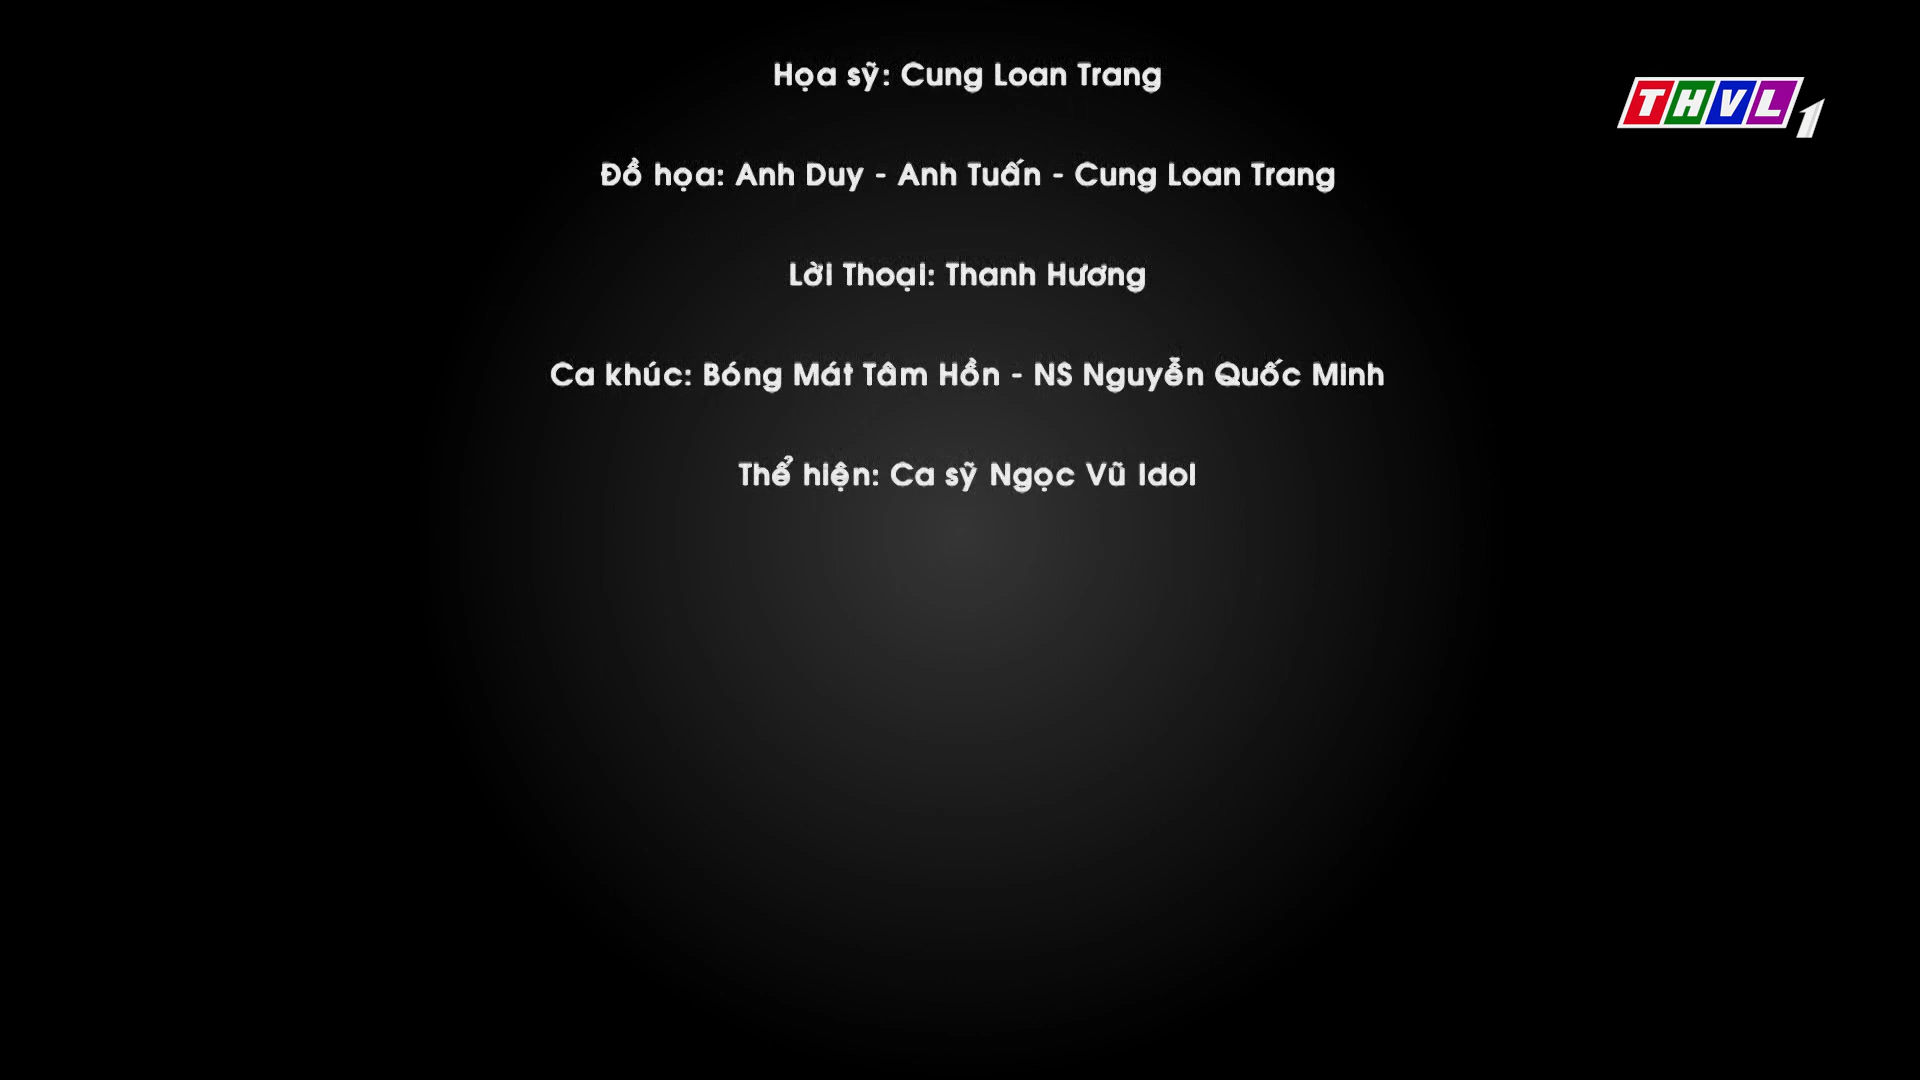 Họa sỹ: Cung Loan Trang
THVL1
Đồ họa: Anh Duy - Anh Tuấn - Cung Loan Trang
Lời Thoại: Thanh Hương
Ca khúc: Bóng Mát Tâm Hồn - NS Nguyễn Quốc Minh
Thể hiện: Ca sỹ Ngọc Vũ Idol